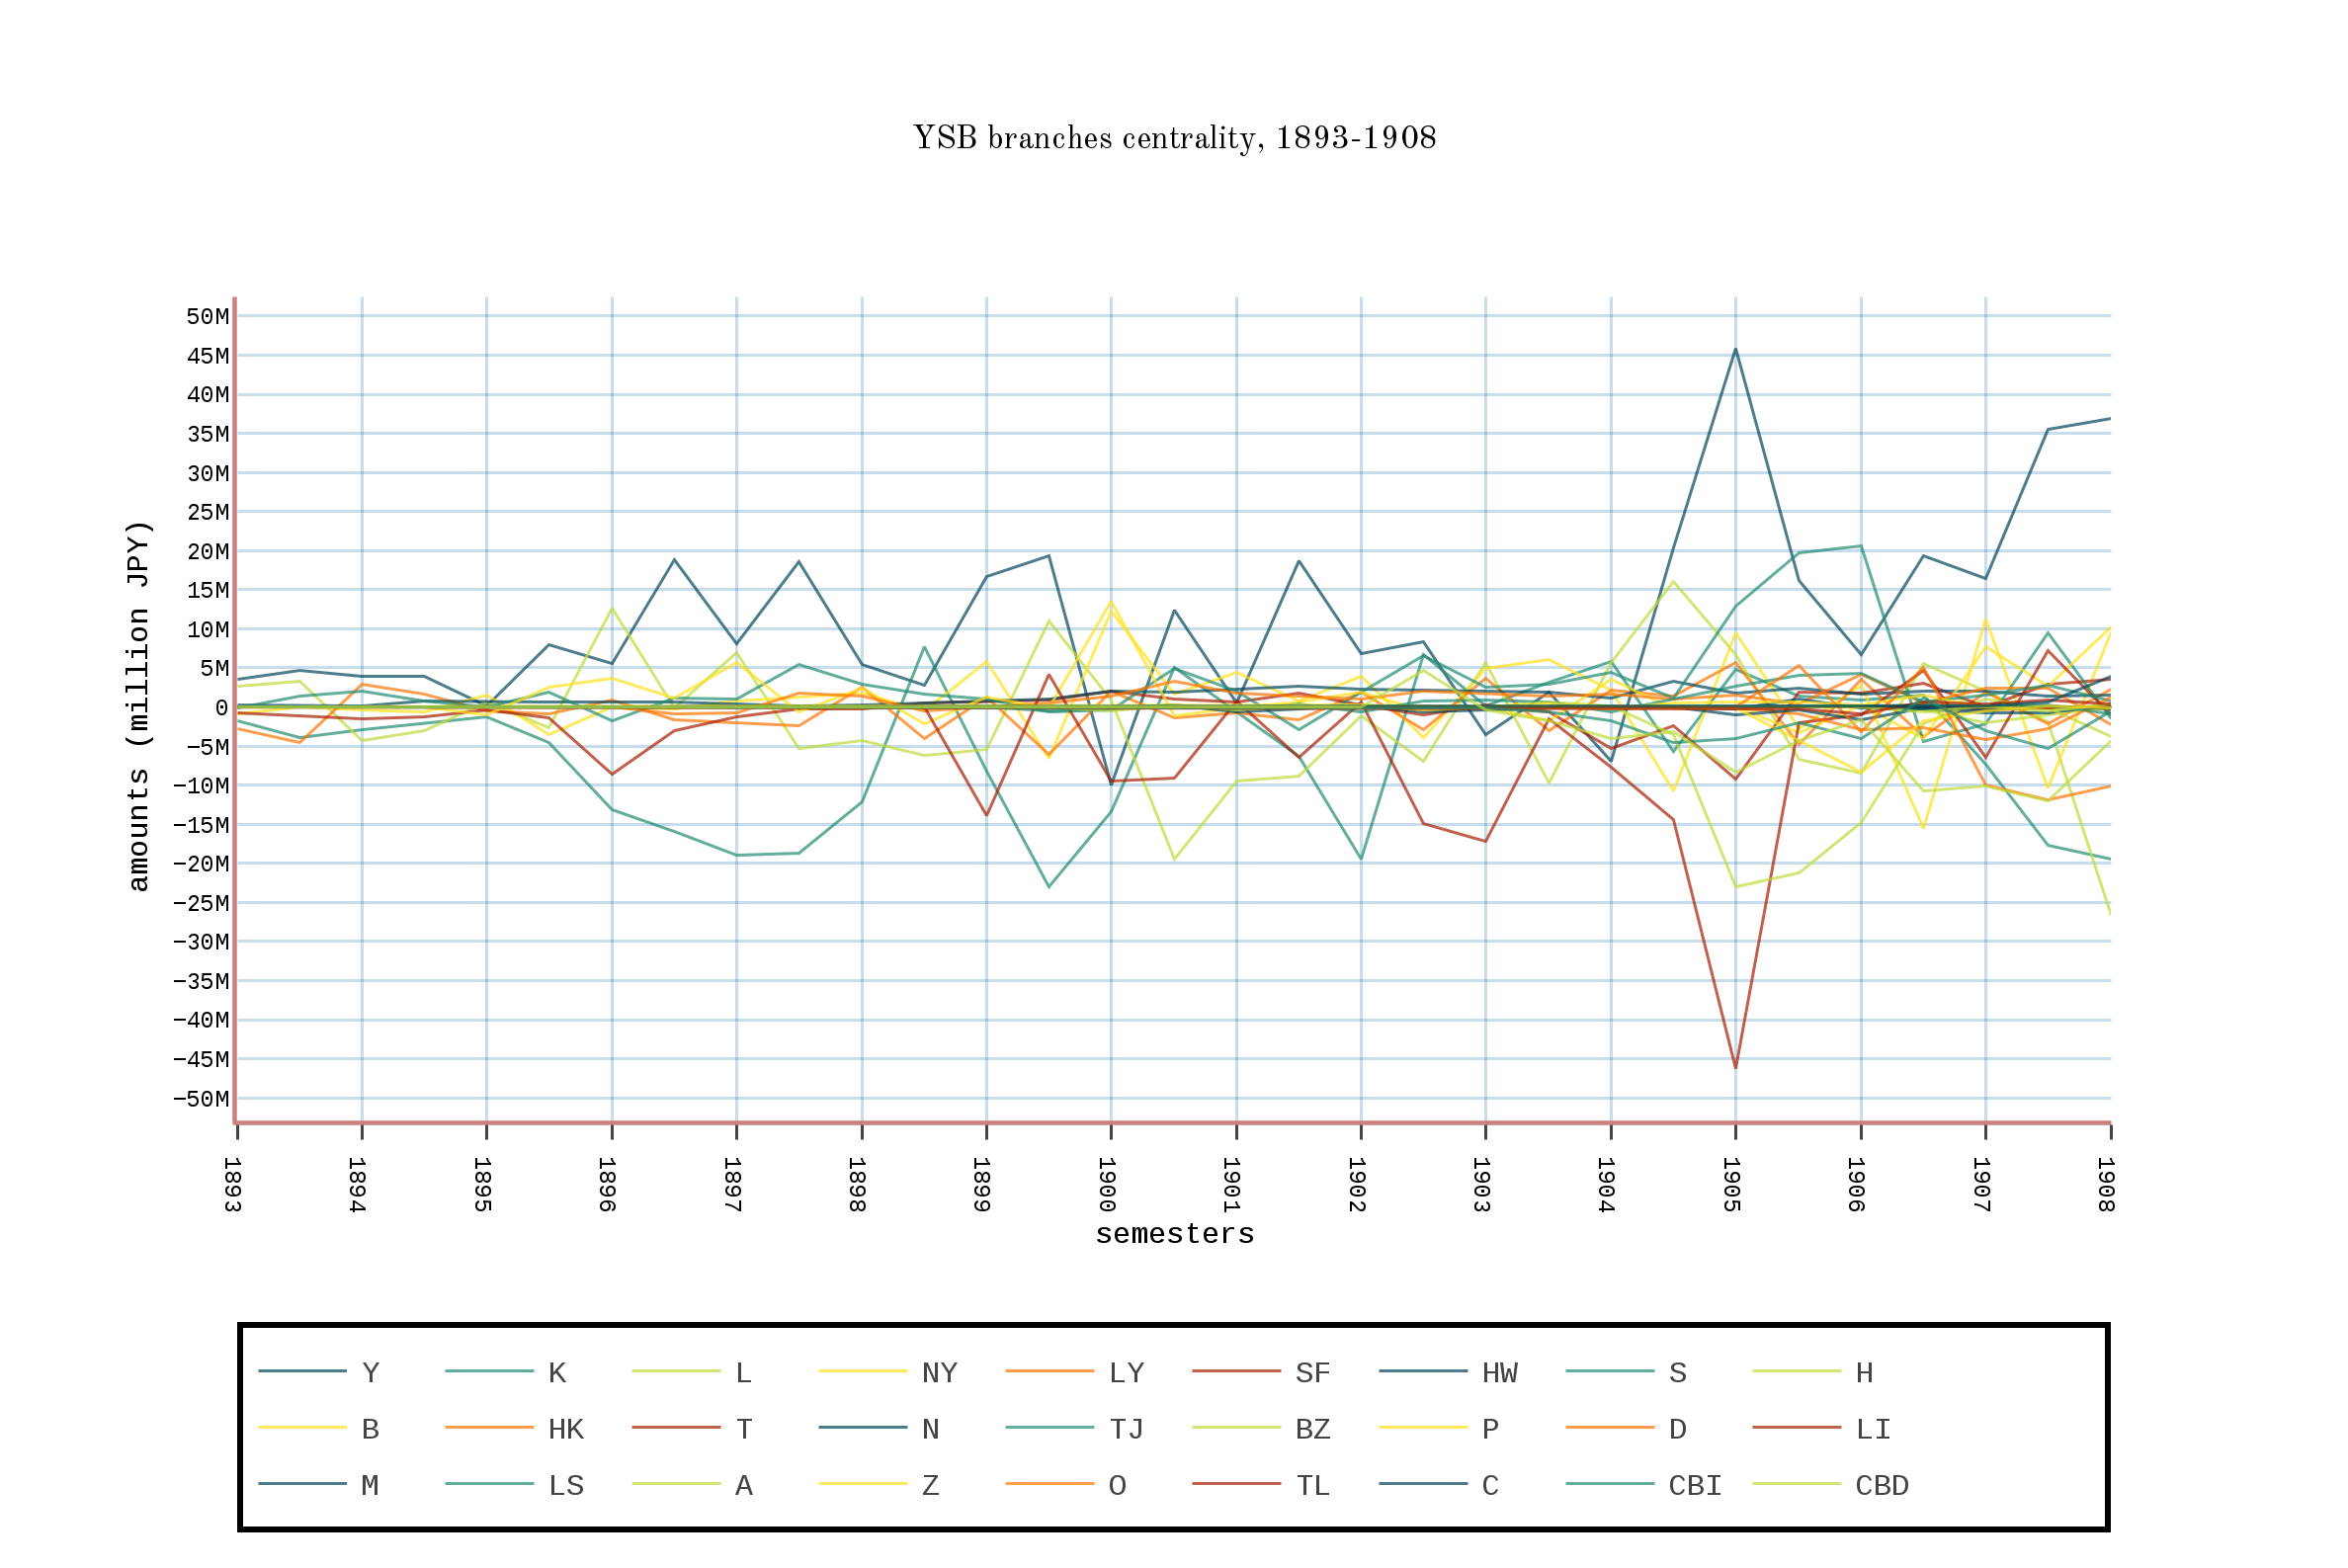 YSB branches centrality, 1893-1908
amounts (million JPY)
50M
45M
40M
35M
30M
25M
20M
15M
10M
5M
0
−5M
−10M
−15M
−20M
−25M
−30M
−35M
−40M
−45M
−50M
1893 1894 1895 1896 1897 1898 1899 1900 1901 1902 1903 1904 1905 1906 1907 1908
semesters
Y K L NY LY SF HW S H
B HK T N TJ BZ P D LI
M LS A Z O TL C CBI CBD